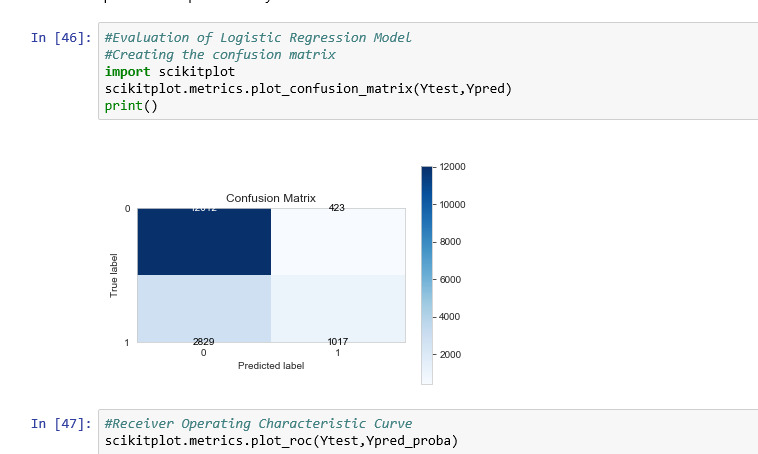 In [46]: #Evaluation of Logistic Regression Model
#Creating the confusion matrix
import scikitplot
scikitplot.metrics.plot_confusion_matrix(Ytest,Ypred)
print()
Confusion Matrix
0
423
True label
1
2829
1017
0
1
Predicted label
12000
10000
8000
6000
4000
2000
In [47]: #Receiver Operating Characteristic Curve
scikitplot.metrics.plot_roc(Ytest,Ypred_proba)